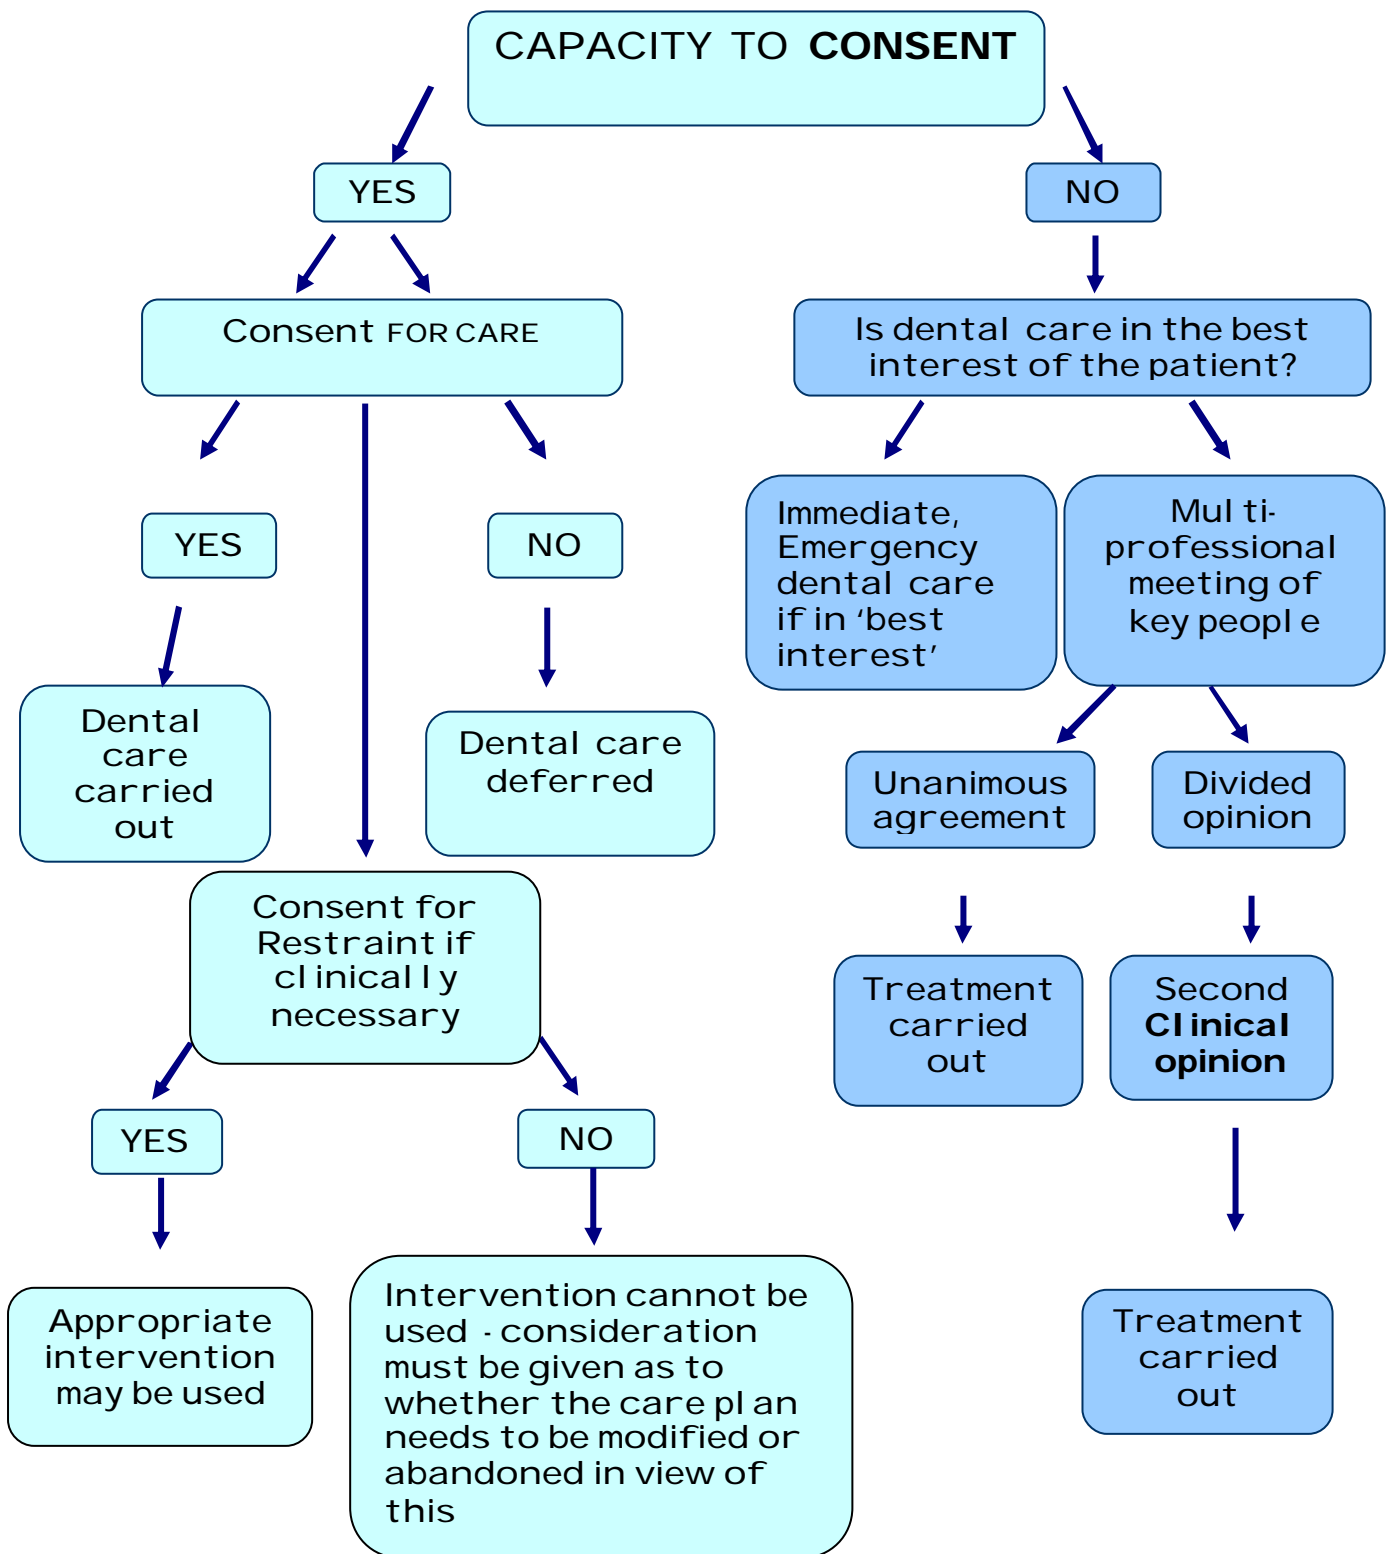 CAPACITY TO CONSENT
YES
NO
Consent FOR CARE
Is dental care in the best
interest of the patient?
YES
NO
Immediate,
Emergency
dental care
if in ‘best
interest’
Multi-
professional
meeting of
key people
Dental
care
carried
out
Dental care
deferred
Unanimous
agreement
Divided
opinion
Consent for
Restraint if
clinically
necessary
Treatment
carried
out
Second
Clinical
opinion
YES
NO
Appropriate
intervention
may be used
Intervention cannot be
used - consideration
must be given as to
whether the care plan
needs to be modified or
abandoned in view of
this
Treatment
carried
out